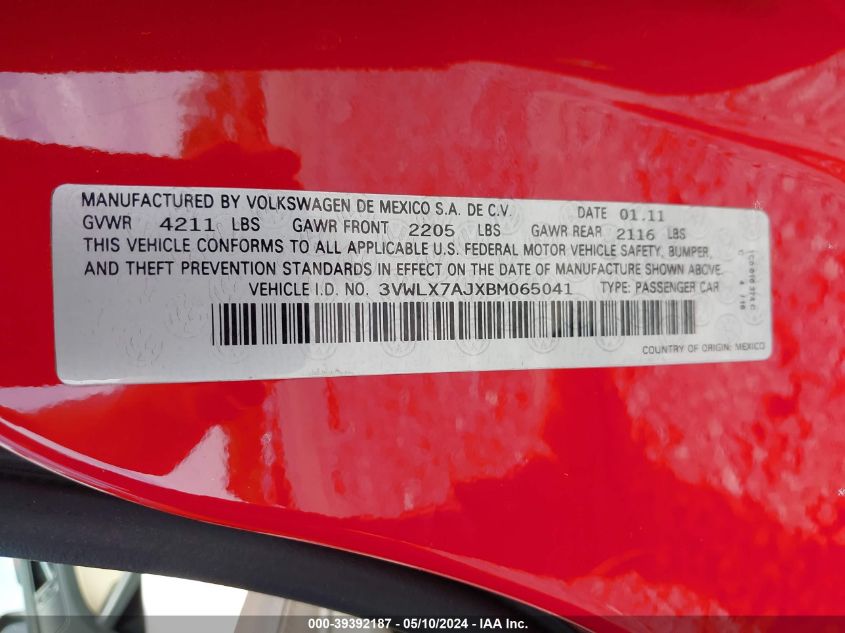 MANUFACTURED BY VOLKSWAGEN DE MEXICO S.A. DE C.V. DATE 01.11
GVWR 4211 LBS GAWR FRONT 2205 LBS GAWR REAR 2116 LBS
THIS VEHICLE CONFORMS TO ALL APPLICABLE U.S. FEDERAL MOTOR VEHICLE SAFETY, BUMPER,
AND THEFT PREVENTION STANDARDS IN EFFECT ON THE DATE OF MANUFACTURE SHOWN ABOVE.
VEHICLE I.D. NO. 3VWLX7AJXBM065041 TYPE: PASSENGER CAR
COUNTRY OF ORIGIN: MEXICO
000-39392187 - 05/10/2024 - IAA Inc.